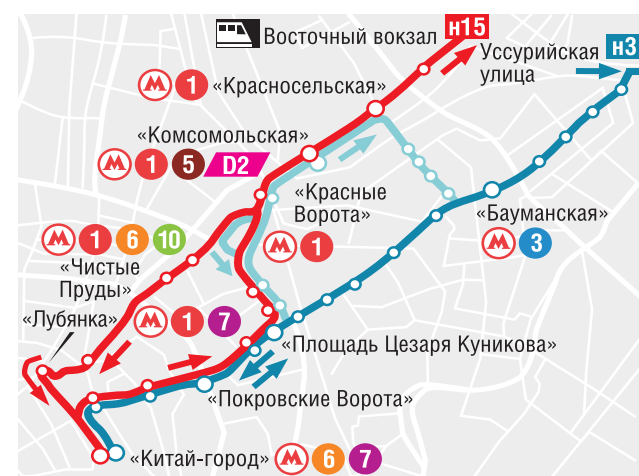 Восточный вокзал н15
Уссурийская
улица
н3
М 1 «Красносельская»
«Комсомольская»
М 1 5 D2
«Красные
Ворота»
М 1
«Бауманская»
М 3
М 1 6 10
«Чистые
Пруды»
«Лубянка»
М 1 7
«Площадь Цезаря Куникова»
«Покровские Ворота»
«Китай-город» М 6 7